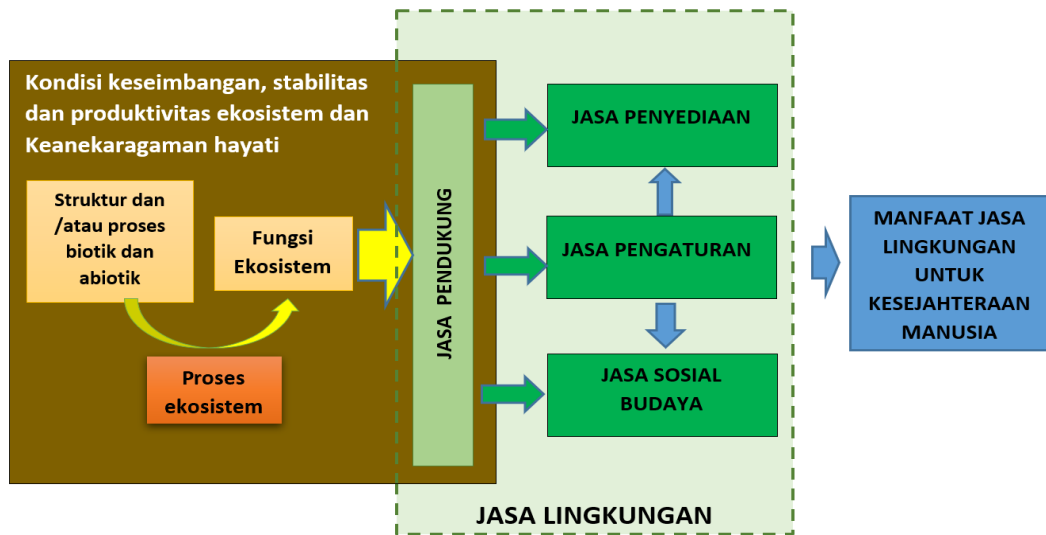 Kondisi keseimbangan, stabilitas
dan produktivitas ekosistem dan
Keanekaragaman hayati
Struktur dan
/atau proses
biotik dan
abiotik
Fungsi
Ekosistem
Proses
ekosistem
JASA PENDUKUNG
JASA PENYEDIAAN
JASA PENGATURAN
JASA SOSIAL
BUDAYA
JASA LINGKUNGAN
MANFAAT JASA
LINGKUNGAN
UNTUK
KESEJAHTERAAN
MANUSIA